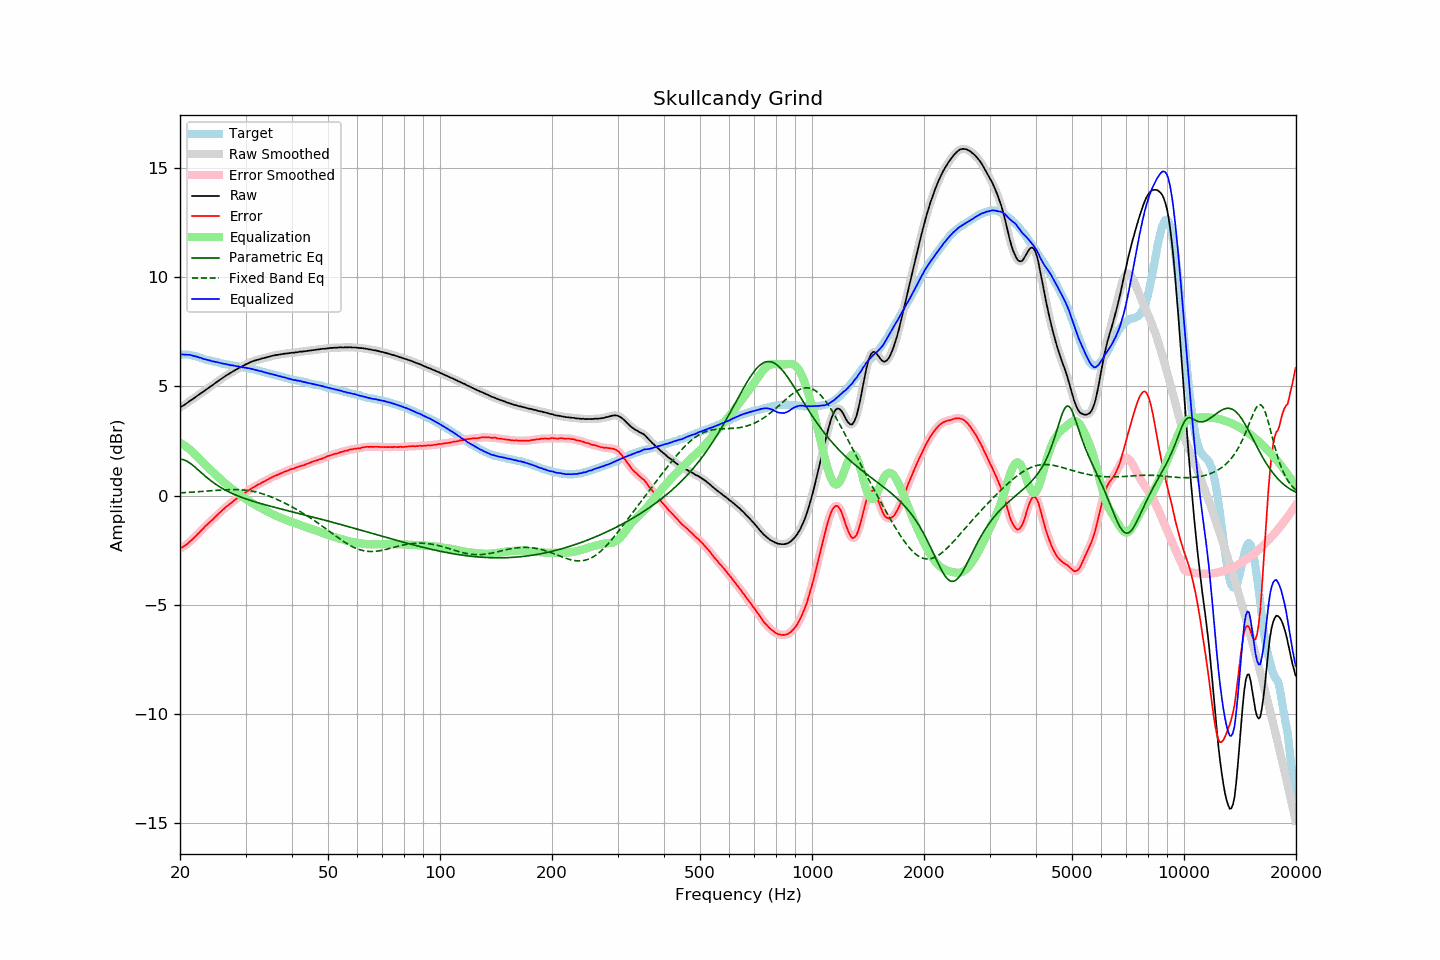 Skullcandy Grind
Target
Raw Smoothed
Error Smoothed
Raw
Error
Equalization
Parametric Eq
Fixed Band Eq
Equalized
Amplitude (dBr)
15
10
5
0
−5
−10
−15
20
50
100
200
500
1000
2000
5000
10000
20000
Frequency (Hz)